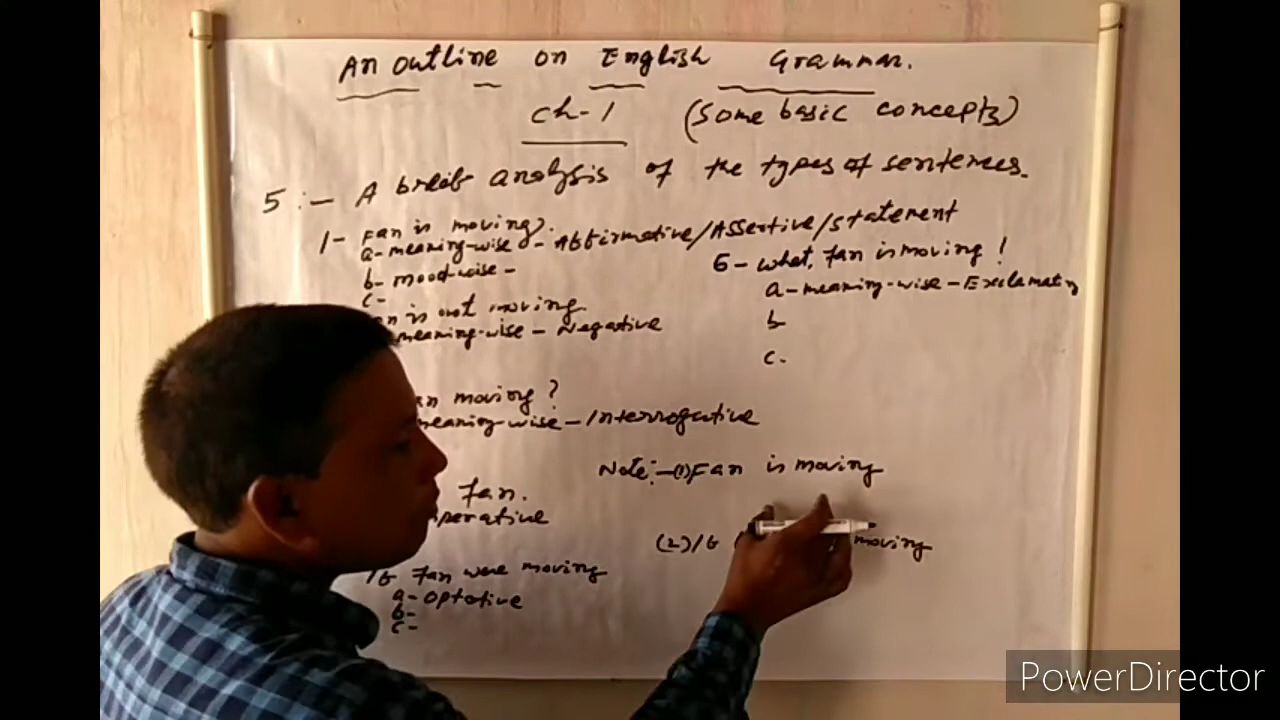 An outline on English Grammar.
Ch-1 (Some basic concepts)
5 :- A breif analysis of the types of sentences.
1- Fan is moving.
a- meaning-wise - Affirmative/Assertive/Statement
b- mood-wise -
c-
is not moving
meaning-wise - Negative
moving ?
meaning-wise - Interrogative
fan.
If fan were moving
a- optative
b-
c-
6- what, fan is moving !
a- meaning-wise - Exclamatory
b
c.
Note:- (1) Fan is moving
(2) If moving
PowerDirector